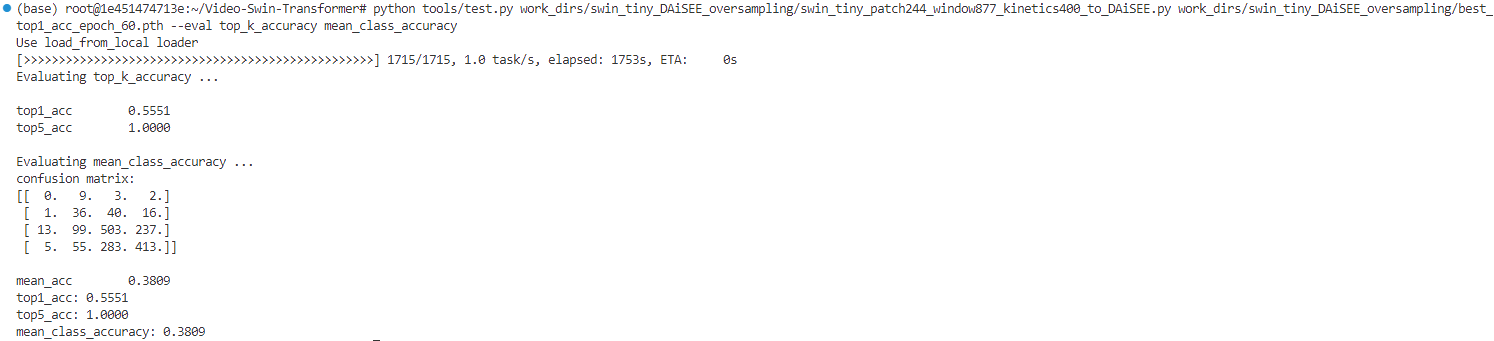 (base) root@1e451474713e:~/Video-Swin-Transformer# python tools/test.py work_dirs/swin_tiny_DAiSEE_oversampling/swin_tiny_patch244_window877_kinetics400_to_DAiSEE.py work_dirs/swin_tiny_DAiSEE_oversampling/best_
top1_acc_epoch_60.pth --eval top_k_accuracy mean_class_accuracy
Use load_from_local loader
[>>>>>>>>>>>>>>>>>>>>>>>>>>>>>>>>>>>>>>>>>>>>>>>>>>] 1715/1715, 1.0 task/s, elapsed: 1753s, ETA:     0s
Evaluating top_k_accuracy ...
top1_acc        0.5551
top5_acc        1.0000
Evaluating mean_class_accuracy ...
confusion matrix:
[[  0.   9.   3.   2.]
 [  1.  36.  40.  16.]
 [ 13.  99. 503. 237.]
 [  5.  55. 283. 413.]]
mean_acc        0.3809
top1_acc: 0.5551
top5_acc: 1.0000
mean_class_accuracy: 0.3809